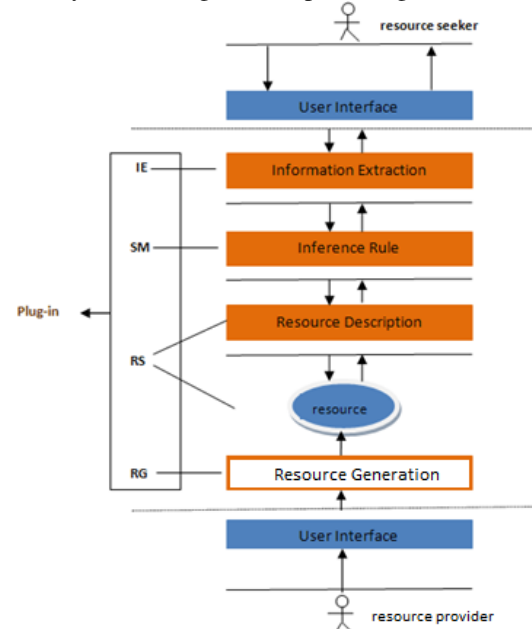 resource seeker
User Interface
IE
Information Extraction
SM
Inference Rule
Plug-in
Resource Description
RS
resource
RG
Resource Generation
User Interface
resource provider